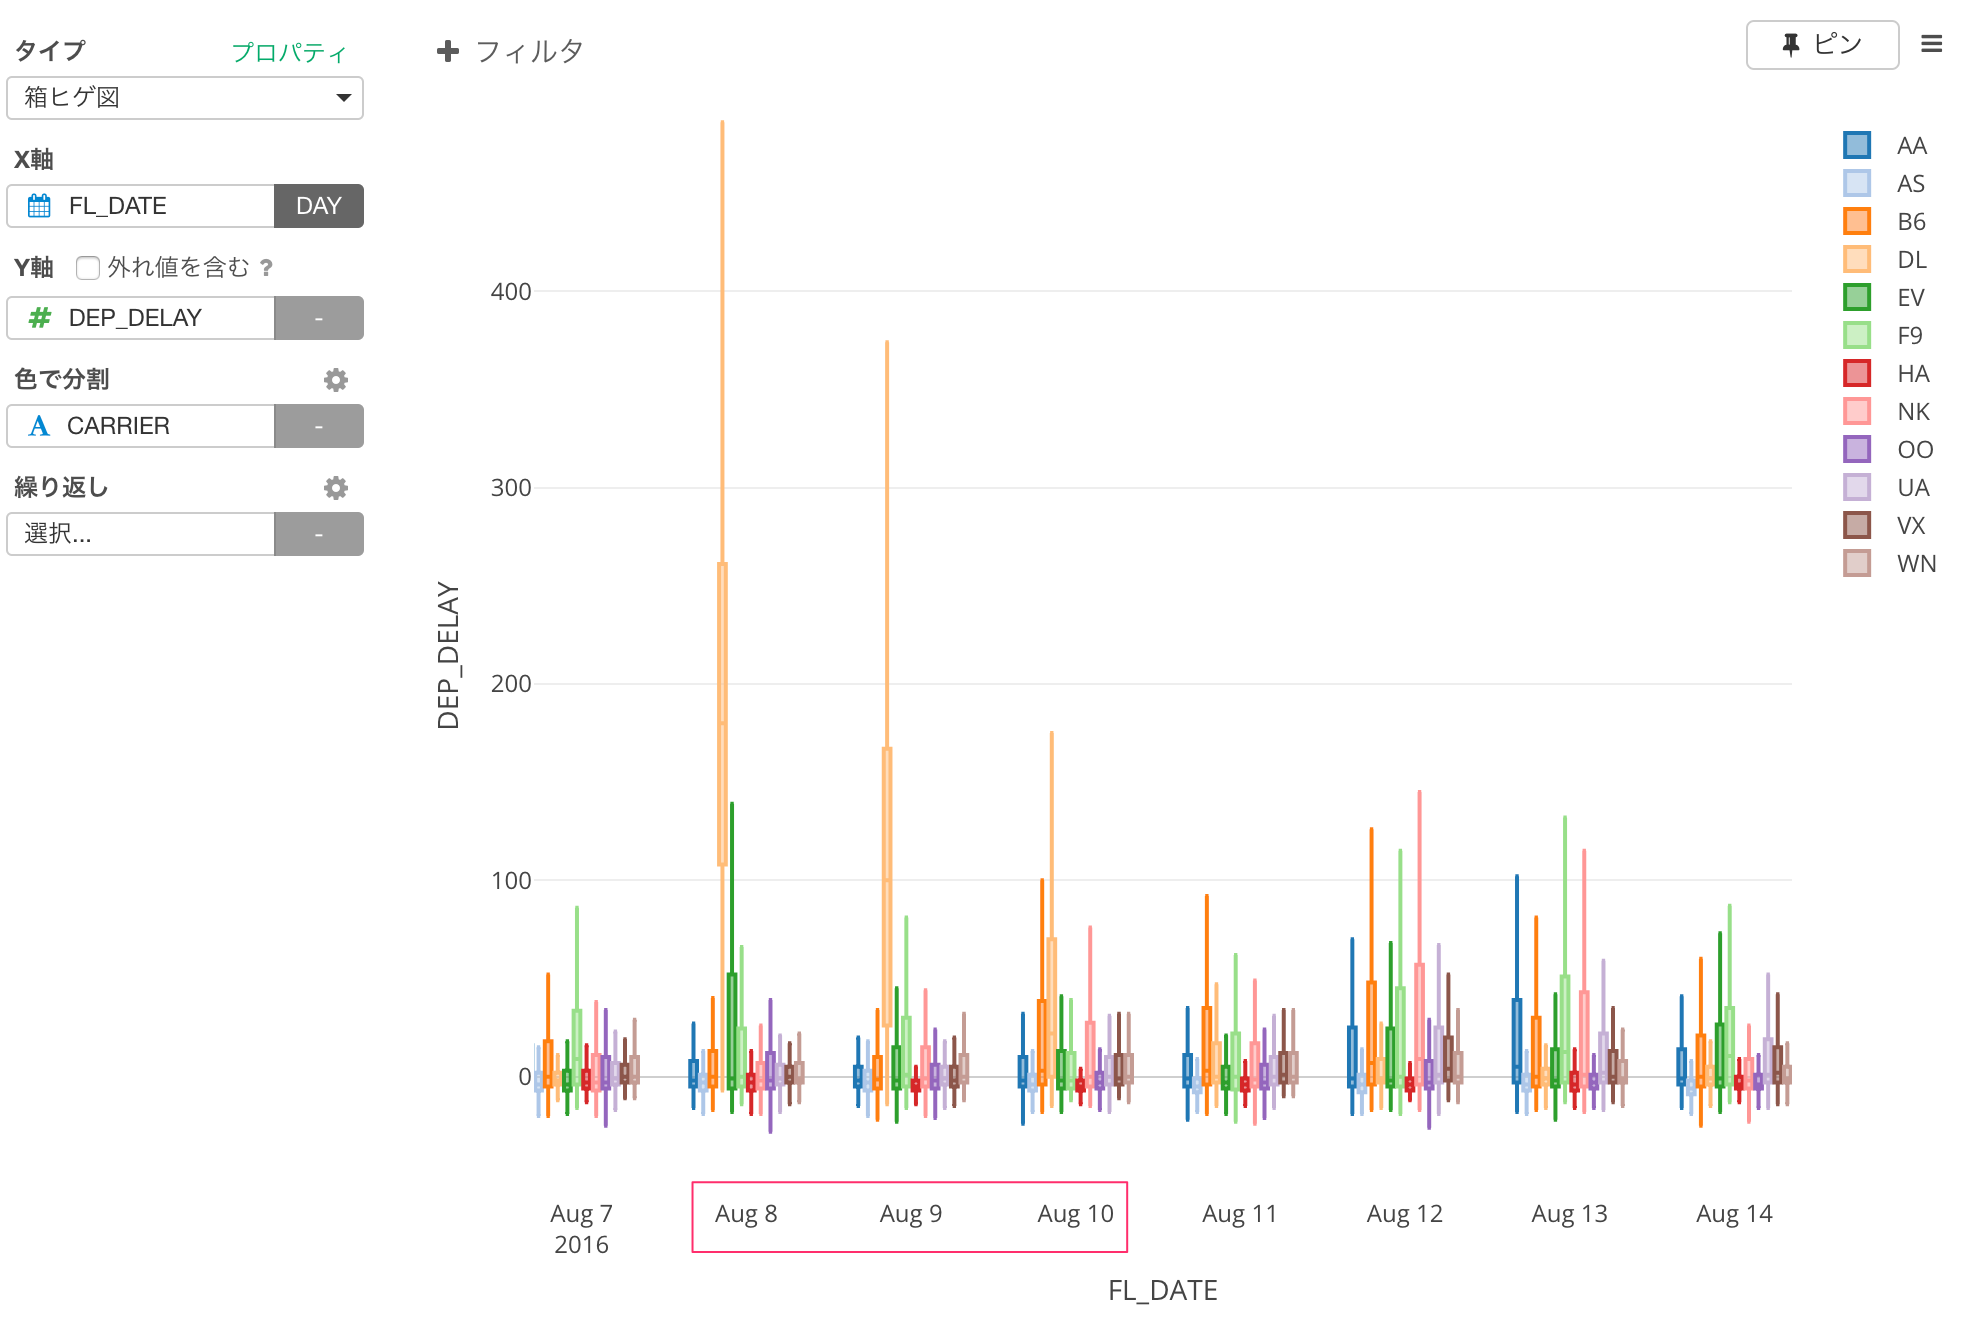 タイプ プロパティ
箱ヒゲ図
X軸
FL_DATE DAY
Y軸 外れ値を含む ?
# DEP_DELAY -
色で分割
A CARRIER -
繰り返し
選択... -
フィルタ
ピン
400
300
200
100
0
DEP_DELAY
Aug 7 Aug 8 Aug 9 Aug 10 Aug 11 Aug 12 Aug 13 Aug 14
2016
FL_DATE
AA
AS
B6
DL
EV
F9
HA
NK
OO
UA
VX
WN